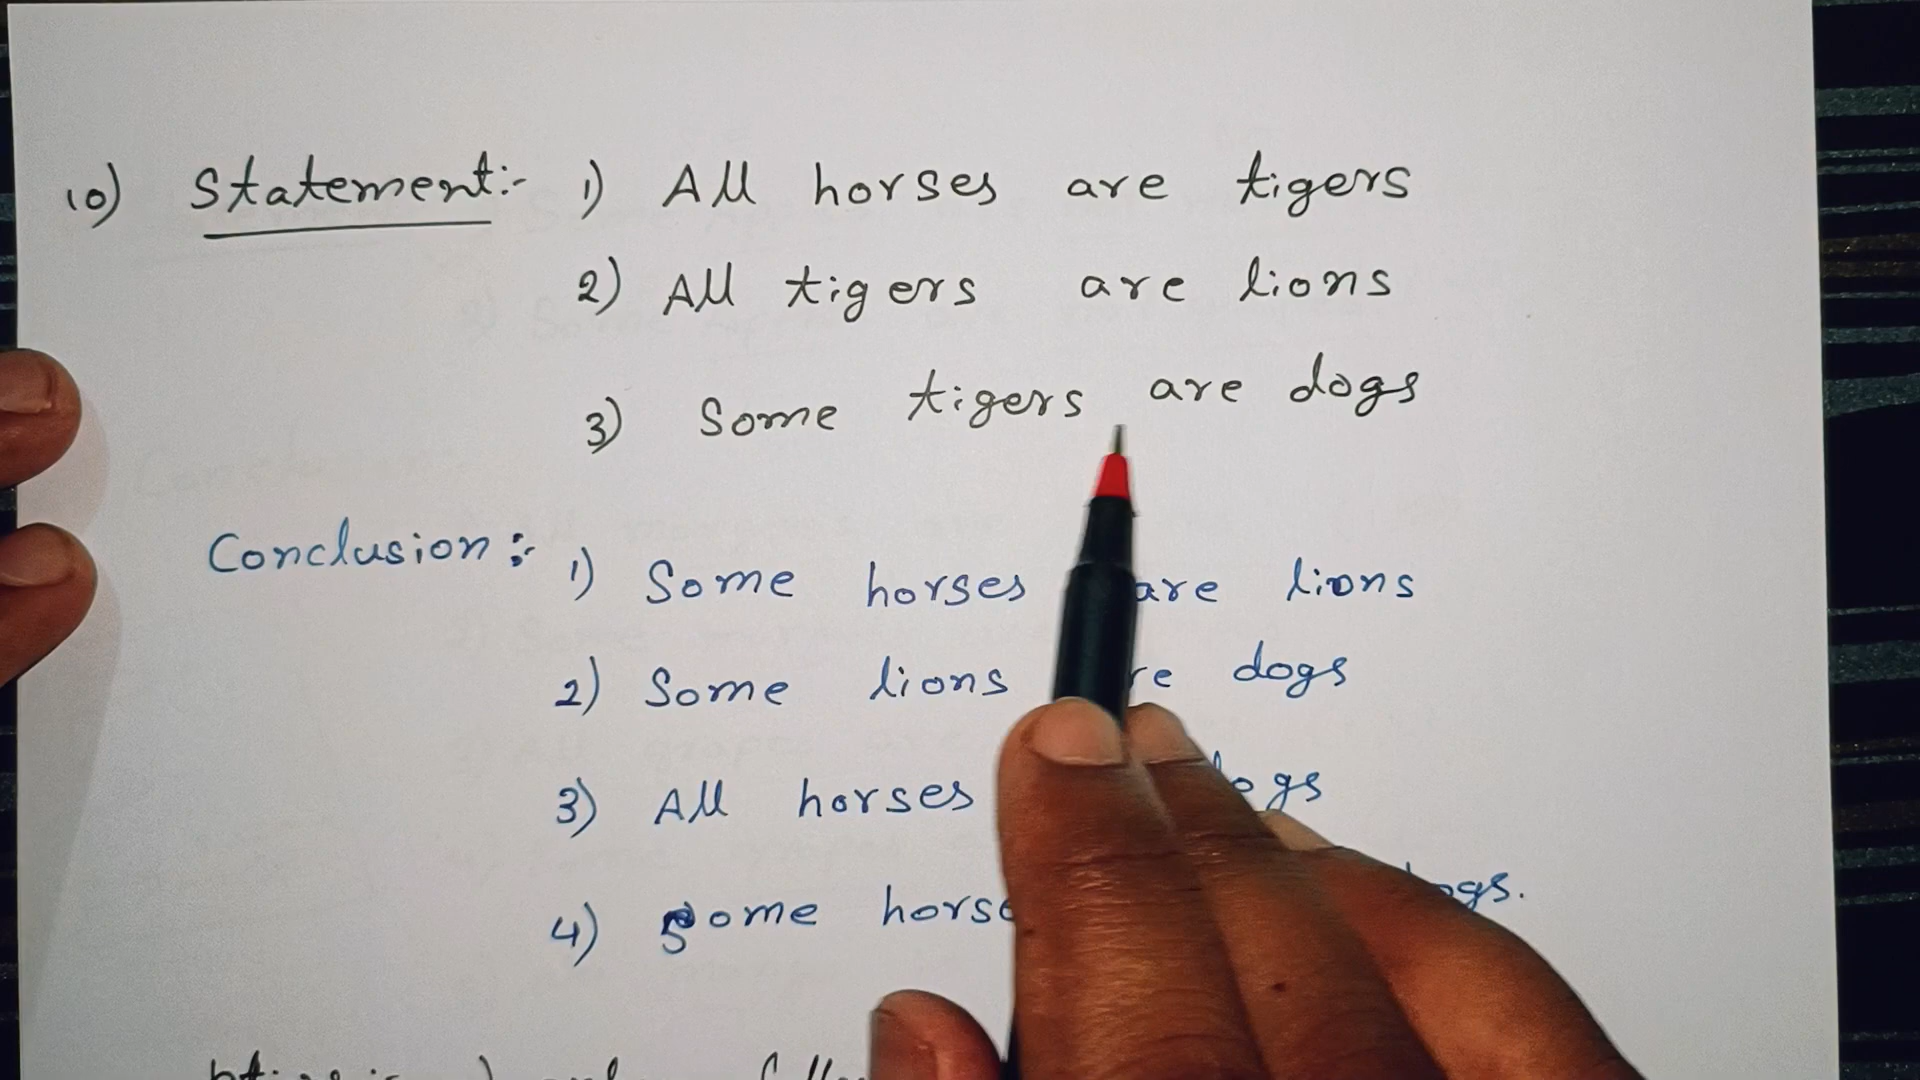 10) Statement:- 1) All horses are tigers
2) All tigers are lions
3) Some tigers are dogs
Conclusion :- 1) Some horses are lions
2) Some lions dogs
3) All horses
4) Some